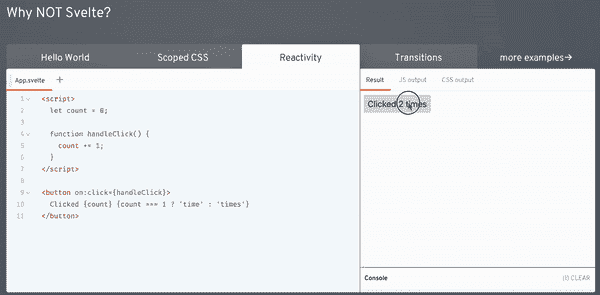 Why NOT Svelte?
Hello World
Scoped CSS
Reactivity
Transitions
more examples→
App.svelte +
Result JS output CSS output
1 <script>
2 let count = 0;
3
4 function handleClick() {
5 count += 1;
6 }
7 </script>
8
9 <button on:click={handleClick}>
10 Clicked {count} {count === 1 ? 'time' : 'times'}
11 </button>
Clicked 2 times
Console (1) CLEAR